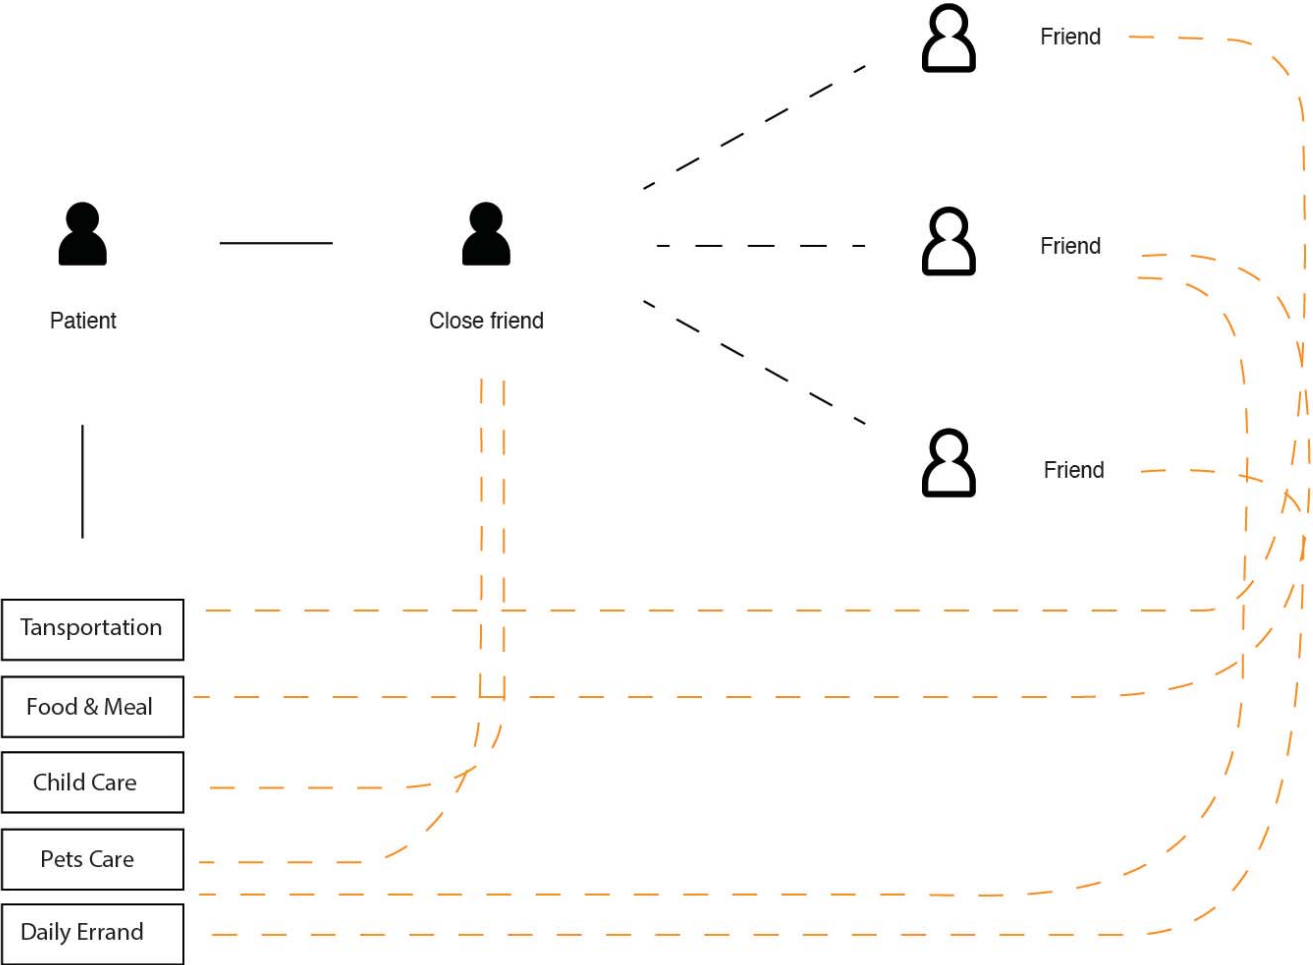 Friend
Friend
Patient
Close friend
Friend
Tansportation
Food & Meal
Child Care
Pets Care
Daily Errand